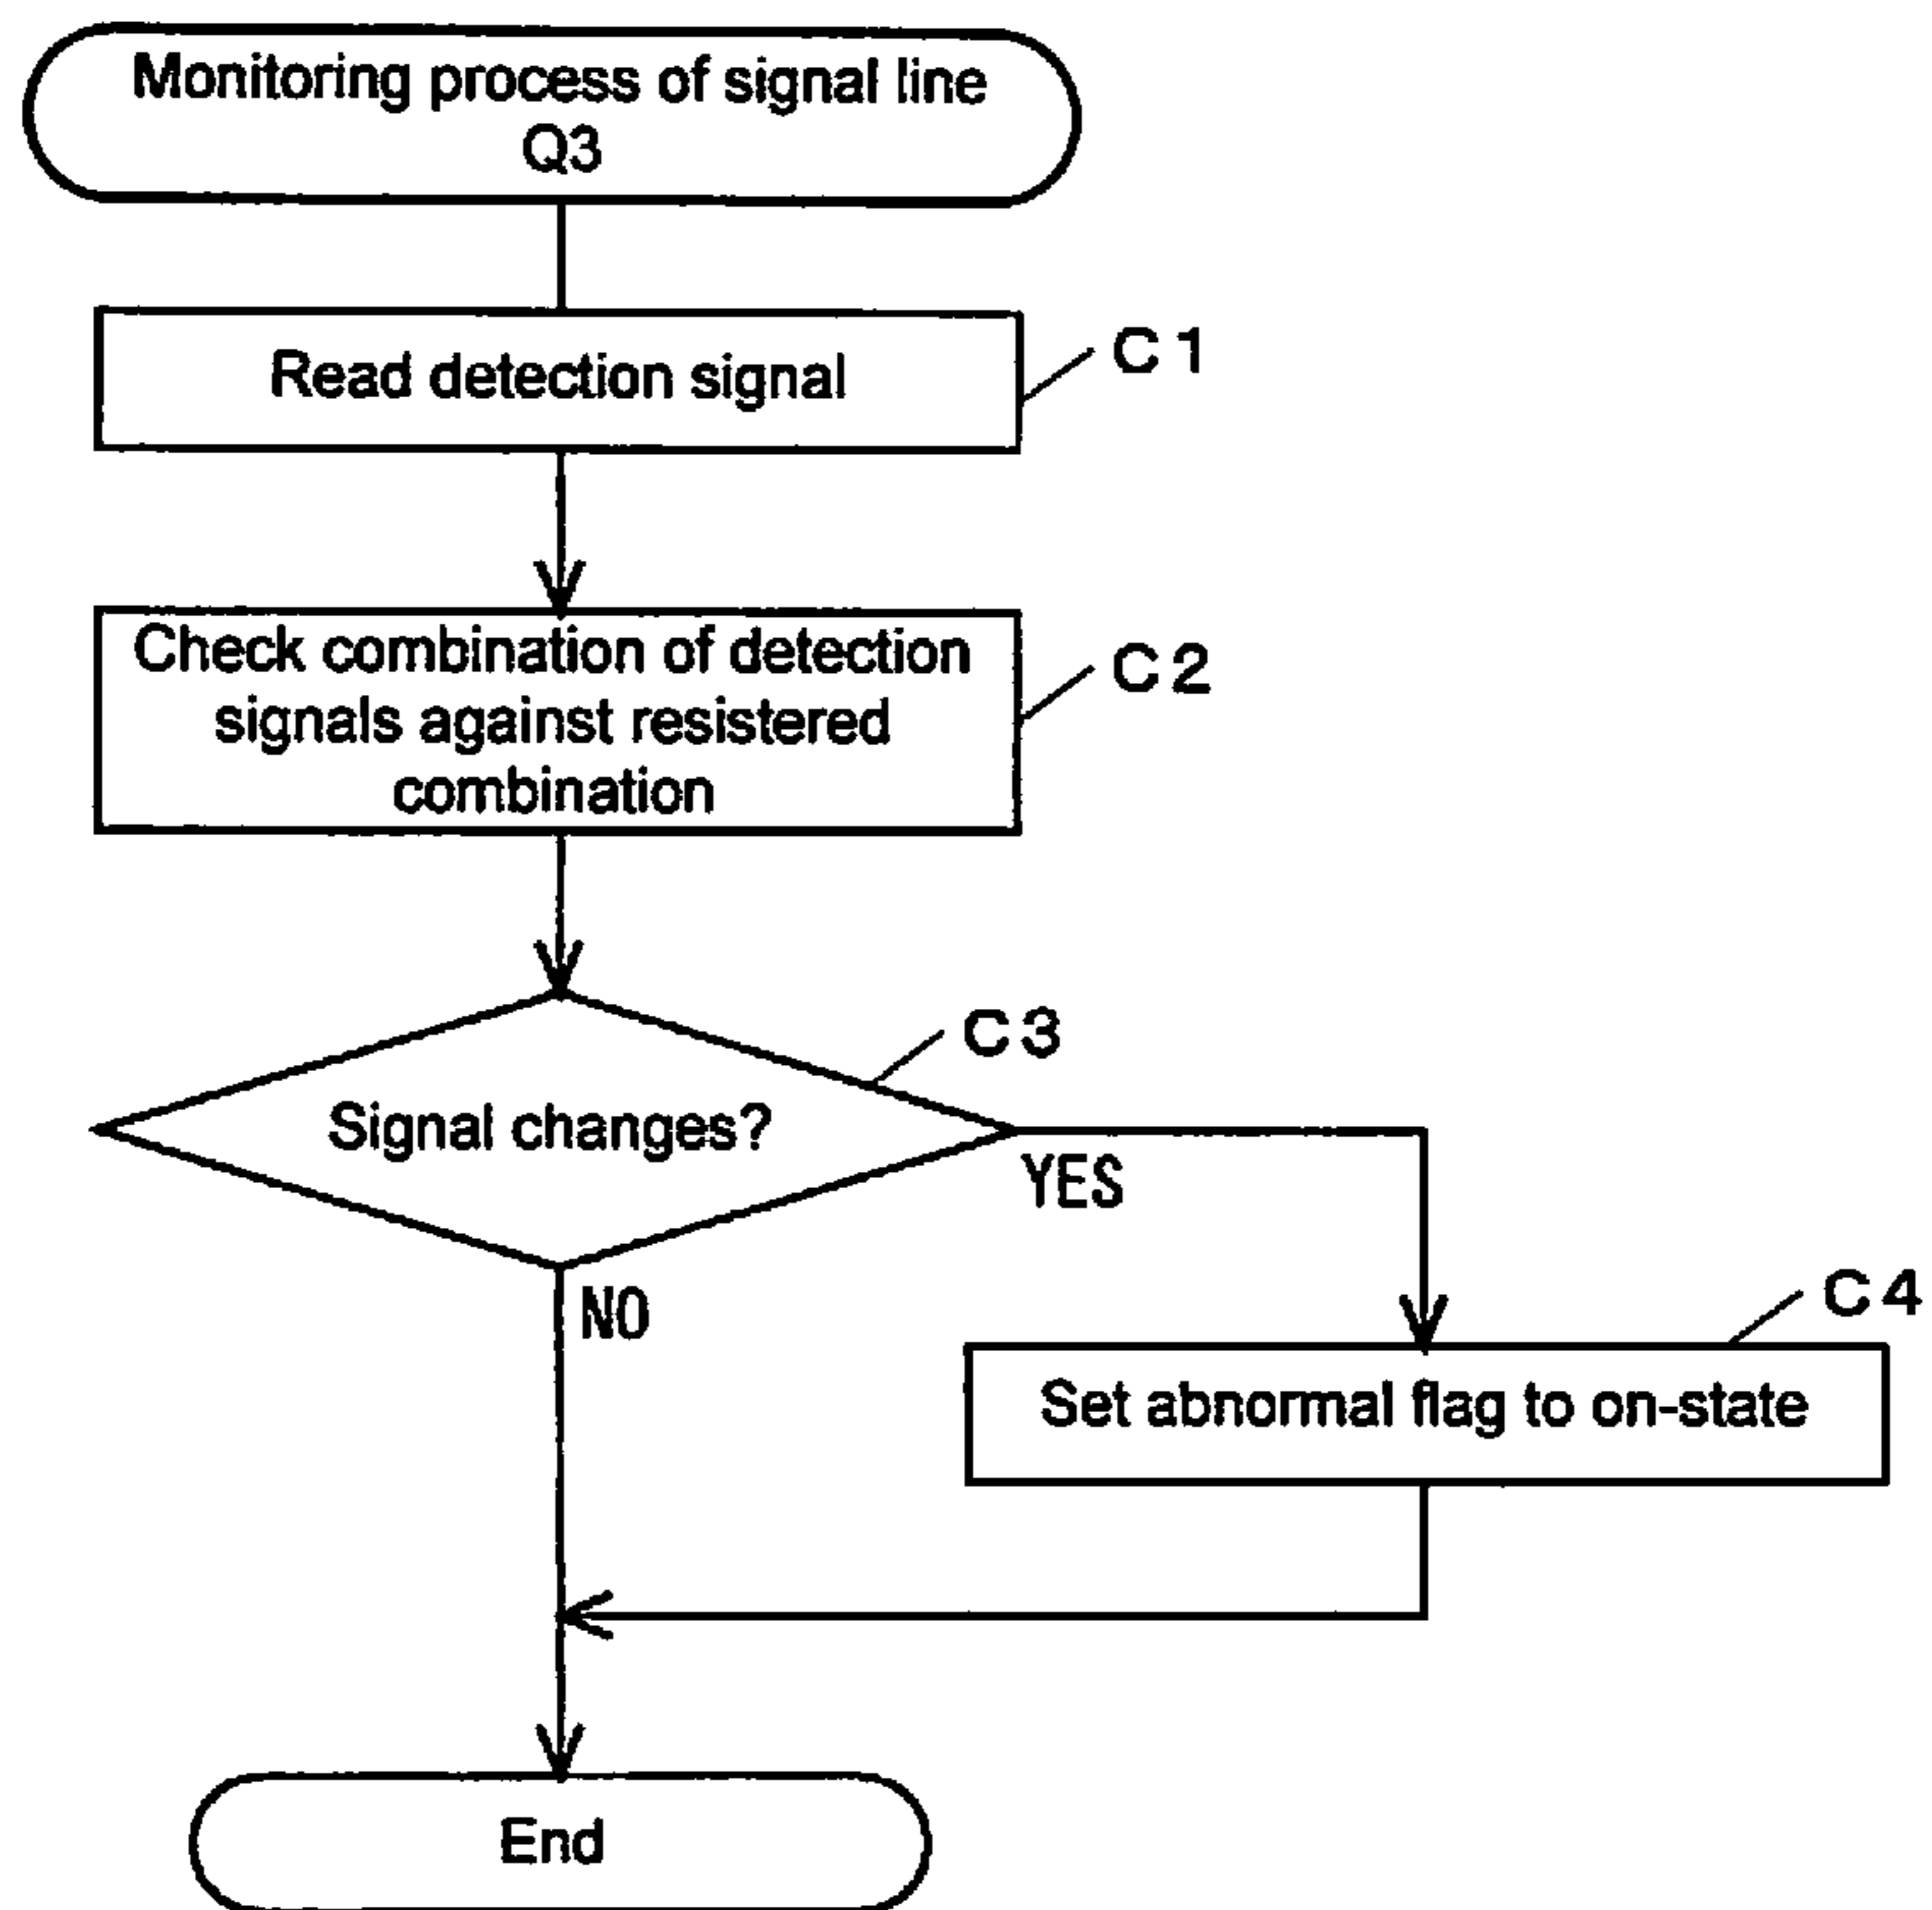 Monitoring process of signal line
Q3
Read detection signal
C1
Check combination of detection
signals against resistered
combination
C2
Signal changes?
C3
YES
NO
C4
Set abnormal flag to on-state
End